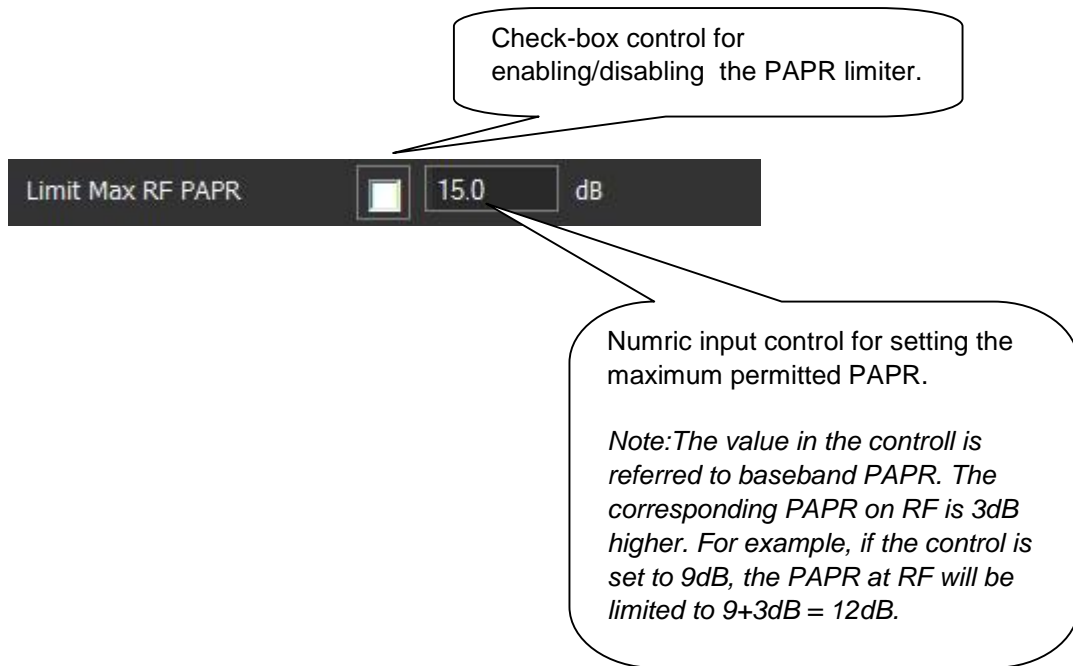 Check-box control for
enabling/disabling the PAPR limiter.
Limit Max RF PAPR 15.0 dB
Numric input control for setting the
maximum permitted PAPR.
Note:The value in the controll is
referred to baseband PAPR. The
corresponding PAPR on RF is 3dB
higher. For example, if the control is
set to 9dB, the PAPR at RF will be
limited to 9+3dB = 12dB.